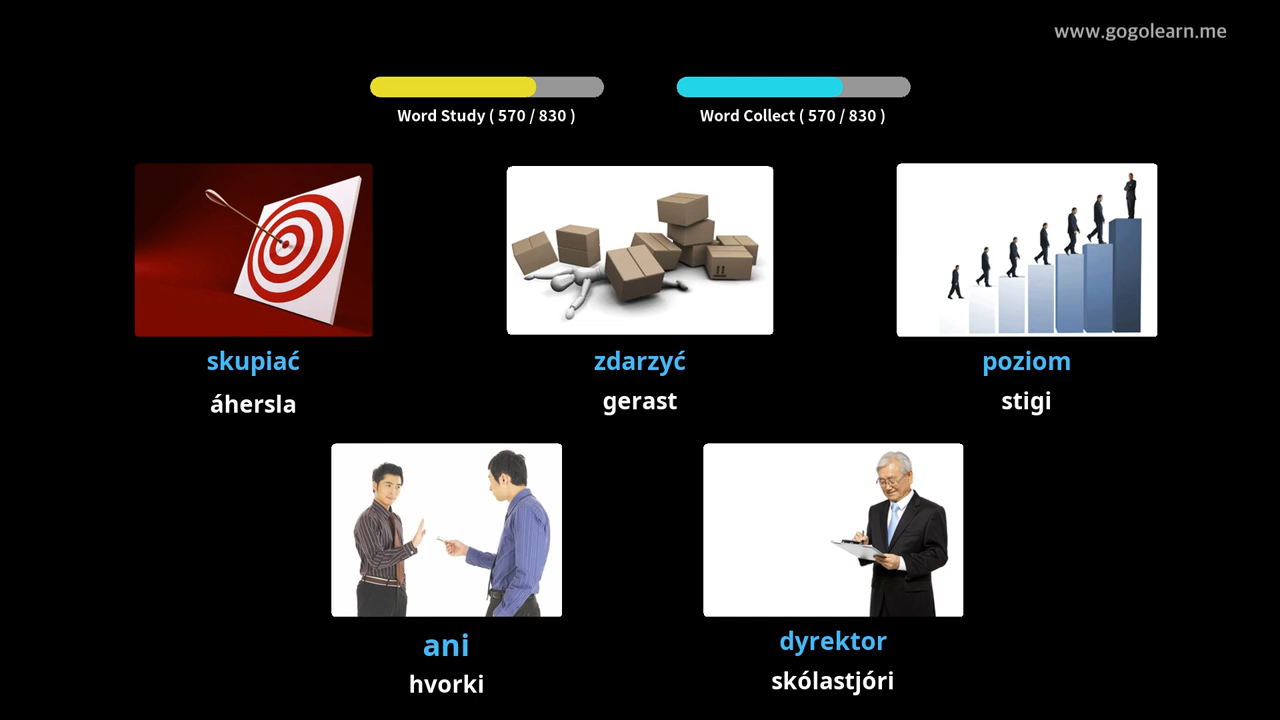 www.gogolearn.me
Word Study ( 570 / 830 )
Word Collect ( 570 / 830 )
skupiać
zdarzyć
poziom
áhersla
gerast
stigi
ani
dyrektor
hvorki
skólastjóri